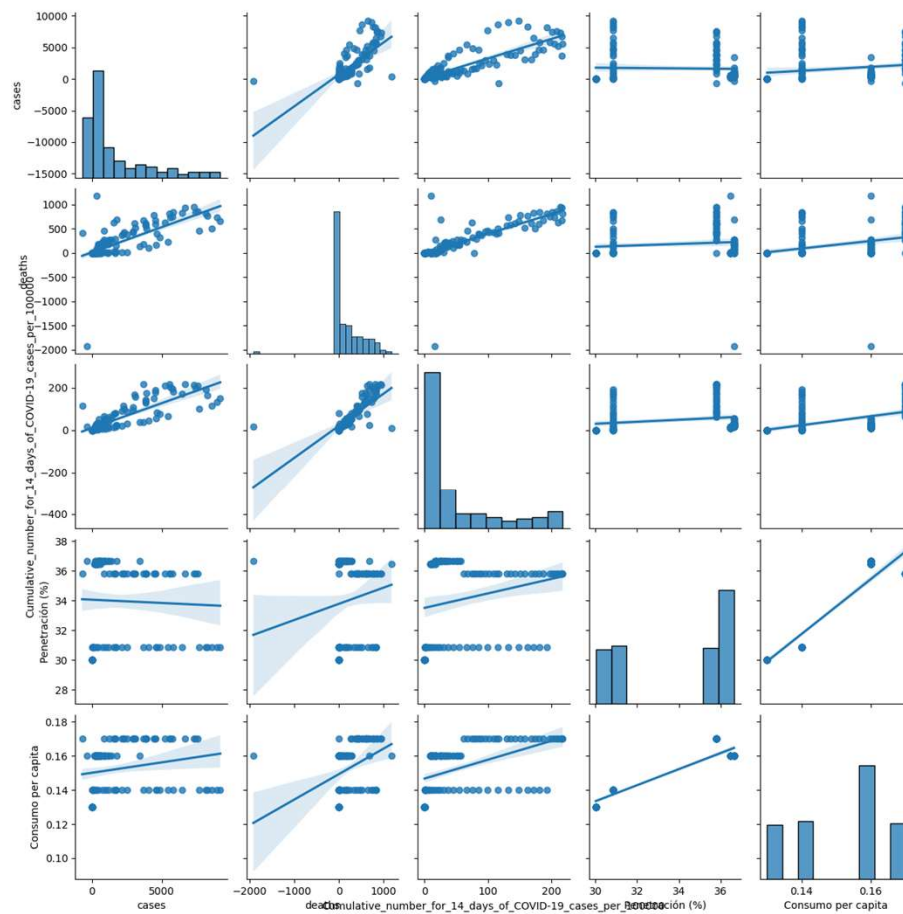 10000
5000
0
−5000
−10000
−15000
cases
1000
500
0
−500
−1000
−1500
−2000
deaths
200
0
−200
−400
Cumulative_number_for_14_days_of_COVID-19_cases_per_100000
38
36
34
32
30
28
Penetración (%)
0.18
0.16
0.14
0.12
0.10
Consumo per capita
0 5000
−2000 −1000 0 1000
0 100 200
30 32 34 36
0.14 0.16
cases
deaths
Cumulative_number_for_14_days_of_COVID-19_cases_per_100000
Penetración (%)
Consumo per capita